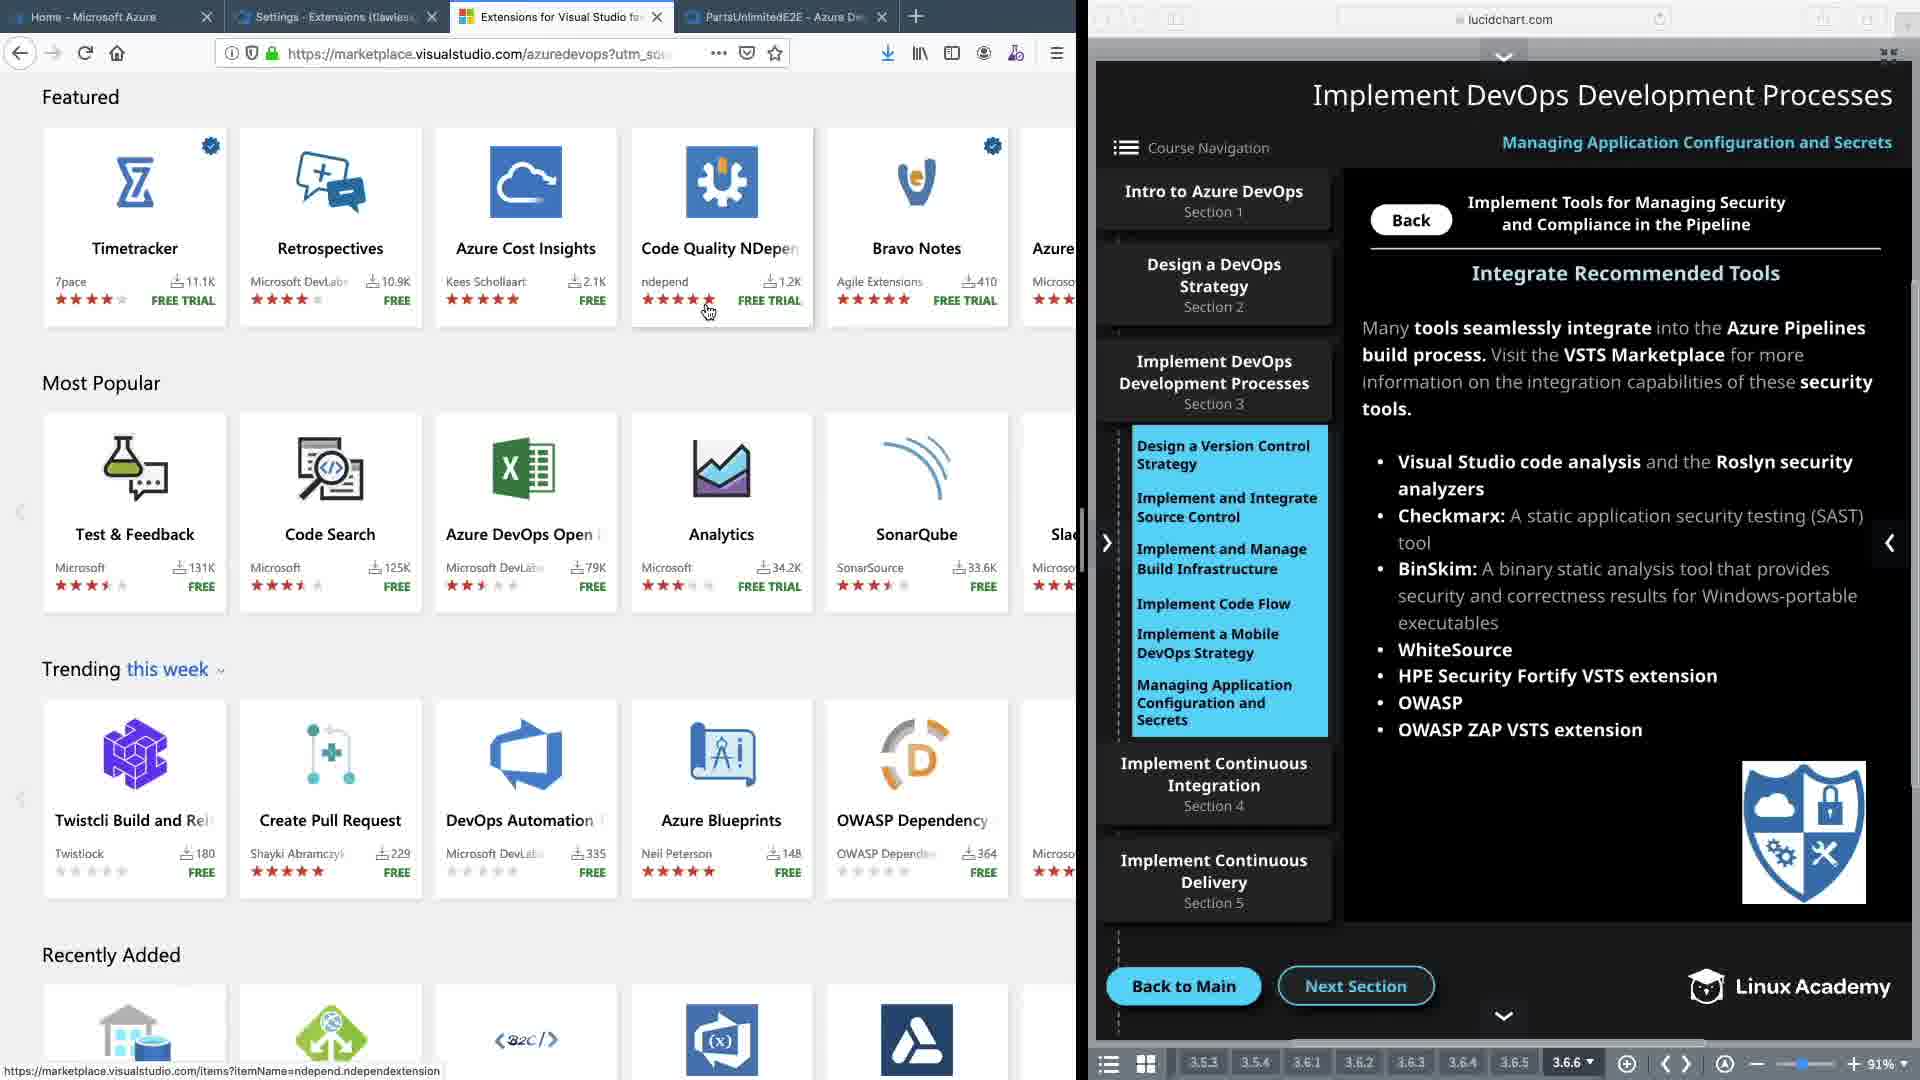 Home - Microsoft Azure
Settings · Extensions (flawless
Extensions for Visual Studio fa
PartsUnlimitedE2E - Azure De
https://marketplace.visualstudio.com/azuredevops?utm_sou
Featured
Timetracker
7pace 11.1K
FREE TRIAL
Retrospectives
Microsoft DevLabs 10.9K
FREE
Azure Cost Insights
Kees Schollaart 2.1K
FREE
Code Quality NDepen
ndepend 1.2K
FREE TRIAL
Bravo Notes
Agile Extensions 410
FREE TRIAL
Azure
Microso
Most Popular
Test & Feedback
Microsoft 131K
FREE
Code Search
Microsoft 125K
FREE
Azure DevOps Open
Microsoft DevLabs 79K
FREE
Analytics
Microsoft 34.2K
FREE TRIAL
SonarQube
SonarSource 33.6K
FREE
Slac
Microso
Trending this week
Twistcli Build and Rel
Twistlock 180
FREE
Create Pull Request
Shayki Abramczyk 229
FREE
DevOps Automation
Microsoft DevLabs 335
FREE
Azure Blueprints
Neil Peterson 148
FREE
OWASP Dependency
OWASP Depende 364
FREE
Microso
Recently Added
B2C
(x)
https://marketplace.visualstudio.com/items?itemName=ndepend.ndependextension
lucidchart.com
Implement DevOps Development Processes
Course Navigation
Managing Application Configuration and Secrets
Intro to Azure DevOps
Section 1
Design a DevOps
Strategy
Section 2
Implement DevOps
Development Processes
Section 3
Design a Version Control
Strategy
Implement and Integrate
Source Control
Implement and Manage
Build Infrastructure
Implement Code Flow
Implement a Mobile
DevOps Strategy
Managing Application
Configuration and
Secrets
Implement Continuous
Integration
Section 4
Implement Continuous
Delivery
Section 5
Back
Implement Tools for Managing Security
and Compliance in the Pipeline
Integrate Recommended Tools
Many tools seamlessly integrate into the Azure Pipelines
build process. Visit the VSTS Marketplace for more
information on the integration capabilities of these security
tools.
• Visual Studio code analysis and the Roslyn security
analyzers
• Checkmarx: A static application security testing (SAST)
tool
• BinSkim: A binary static analysis tool that provides
security and correctness results for Windows-portable
executables
• WhiteSource
• HPE Security Fortify VSTS extension
• OWASP
• OWASP ZAP VSTS extension
Back to Main
Next Section
Linux Academy
3.5.3 3.5.4 3.6.1 3.6.2 3.6.3 3.6.4 3.6.5 3.6.6
91%